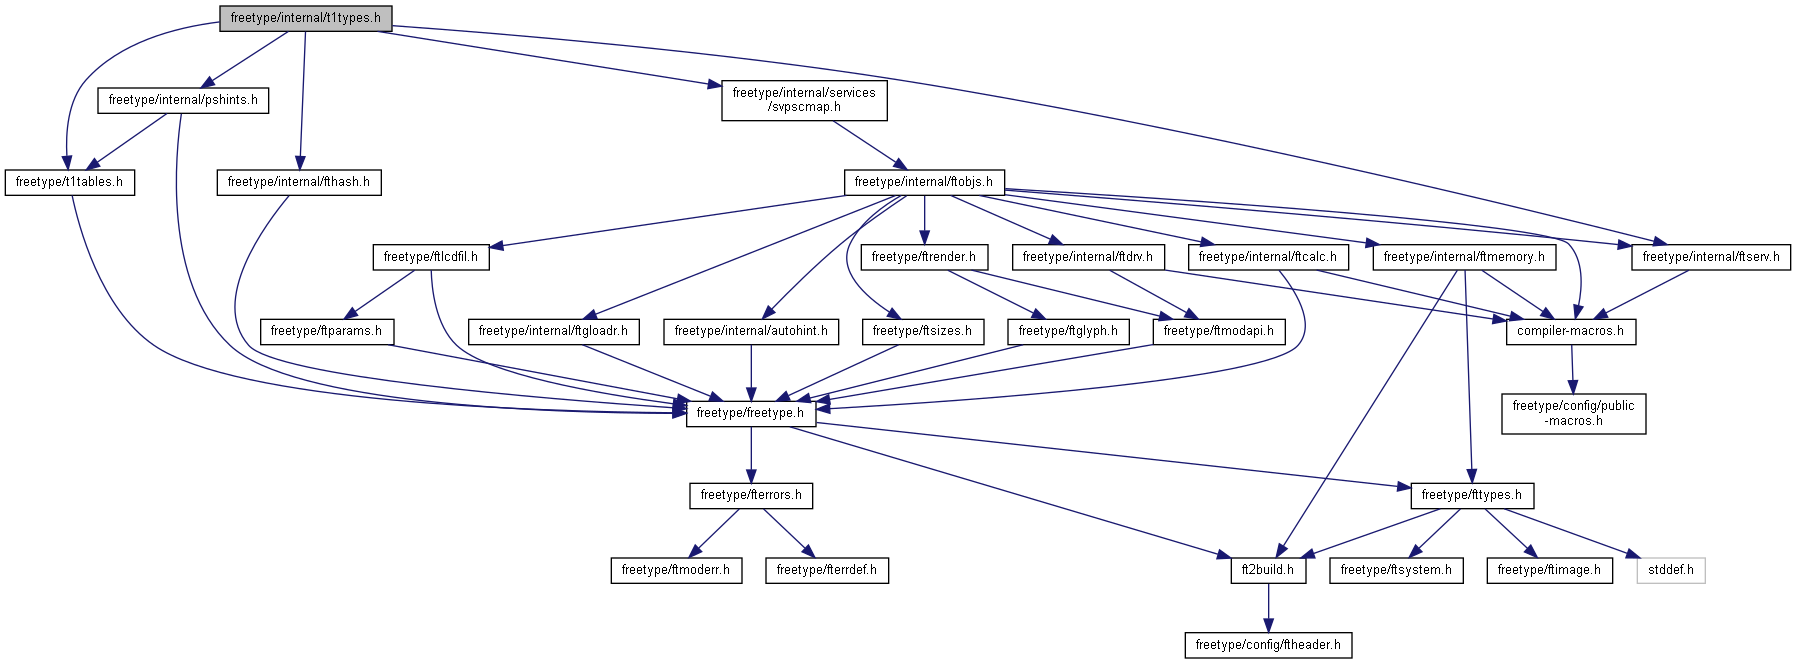 freetype/internal/t1types.h
freetype/internal/pshints.h
freetype/internal/services
/svpscmap.h
freetype/t1tables.h
freetype/internal/fthash.h
freetype/internal/ftobjs.h
freetype/ftlcdfil.h
freetype/ftrender.h
freetype/internal/ftdrv.h
freetype/internal/ftcalc.h
freetype/internal/ftmemory.h
freetype/internal/ftserv.h
freetype/ftparams.h
freetype/internal/ftgloadr.h
freetype/internal/autohint.h
freetype/ftsizes.h
freetype/ftglyph.h
freetype/ftmodapi.h
compiler-macros.h
freetype/freetype.h
freetype/config/public
-macros.h
freetype/fterrors.h
freetype/fttypes.h
freetype/ftmoderr.h
freetype/fterrdef.h
ft2build.h
freetype/ftsystem.h
freetype/ftimage.h
stddef.h
freetype/config/ftheader.h